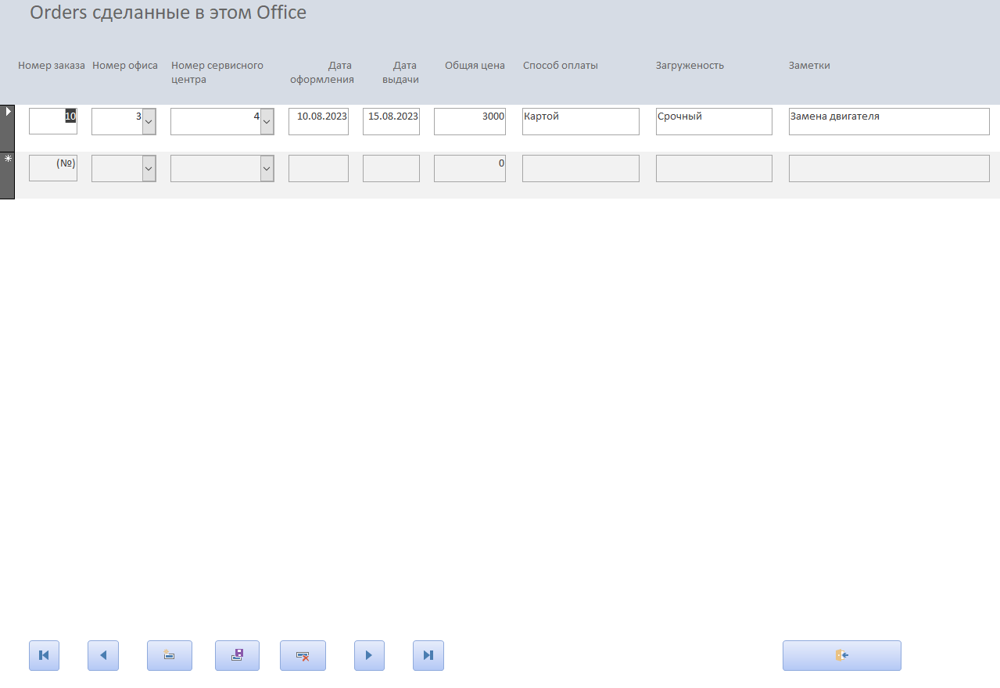 Orders сделанные в этом Office
Номер заказа Номер офиса Номер сервисного центра Дата оформления Дата выдачи Общяя цена Способ оплаты Загруженость Заметки
10 3 4 10.08.2023 15.08.2023 3000 Картой Срочный Замена двигателя
(№) 0